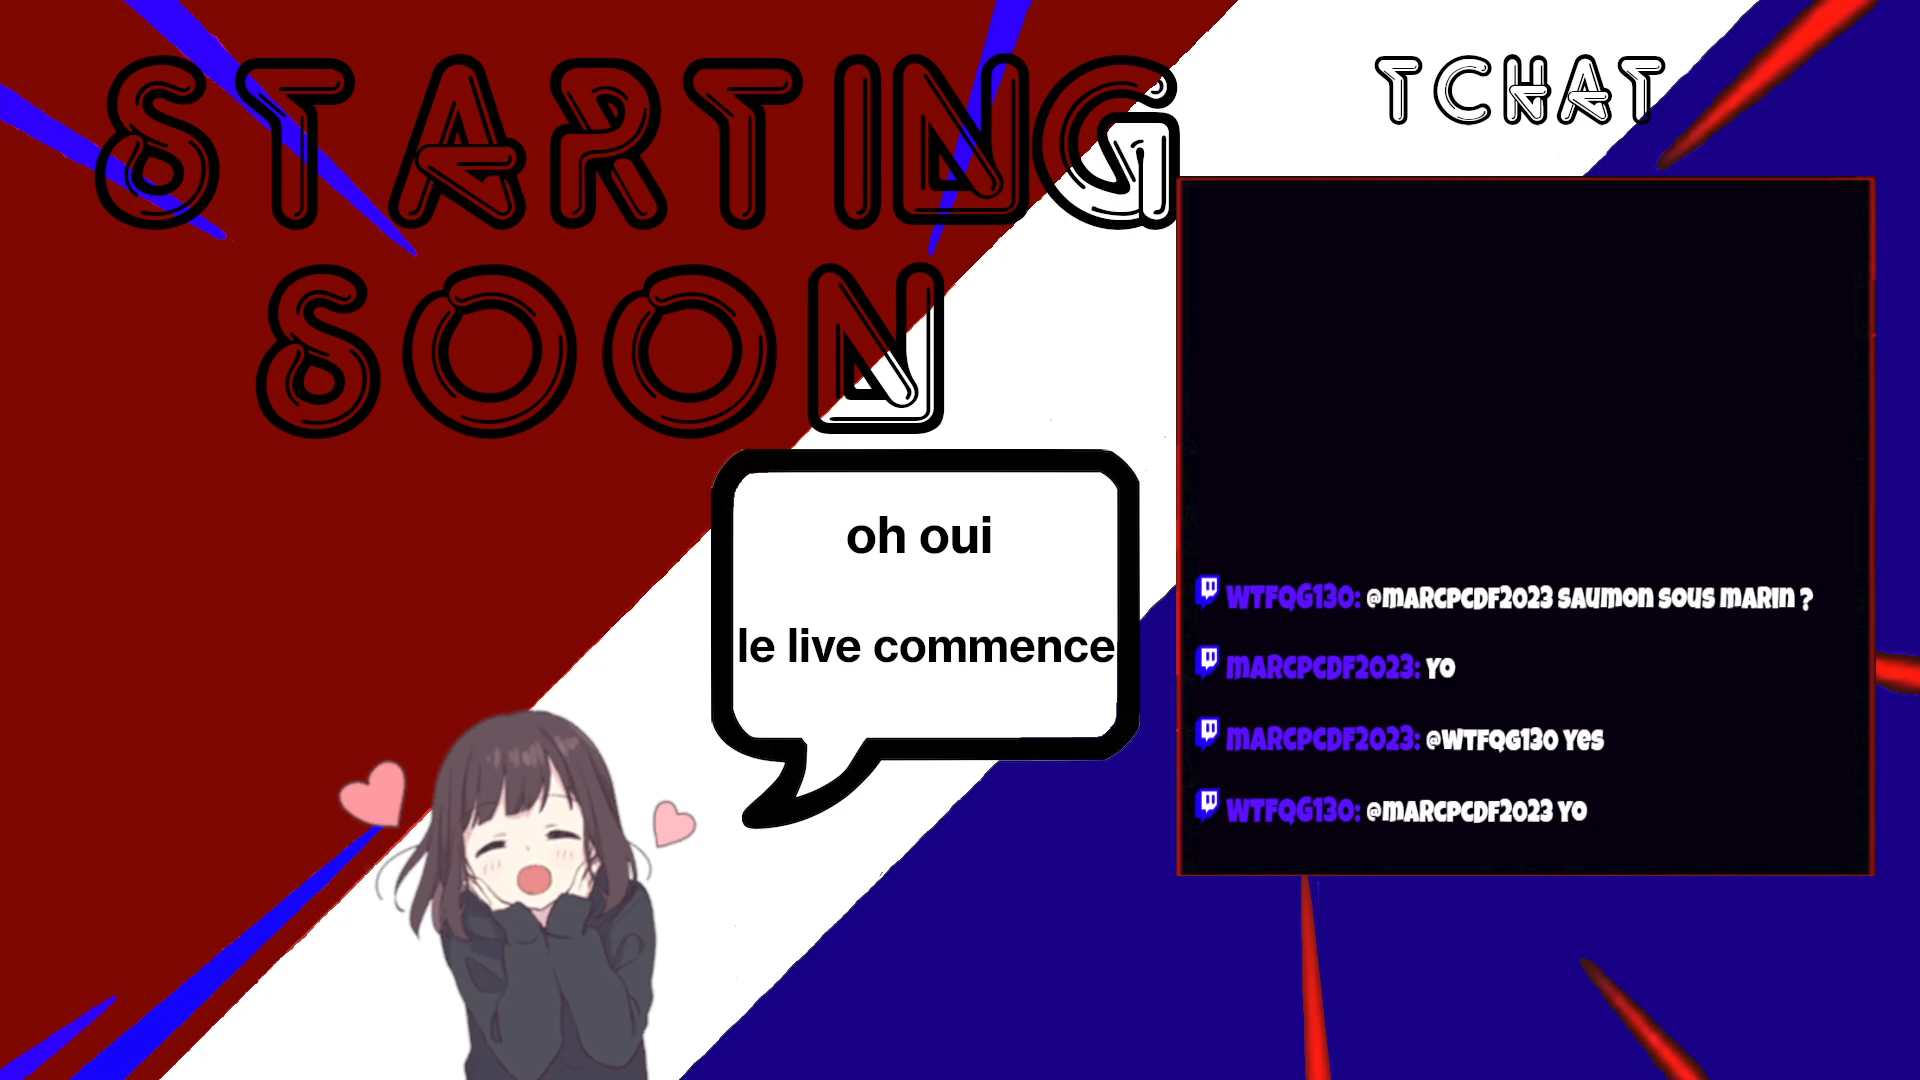 STARTING
SOON
TCHAT
oh oui
le live commence
WTFQG130: @marcpcdf2023 saumon sous marin ?
marcpcdf2023: yo
marcpcdf2023: @WTFQG130 yes
WTFQG130: @marcpcdf2023 yo